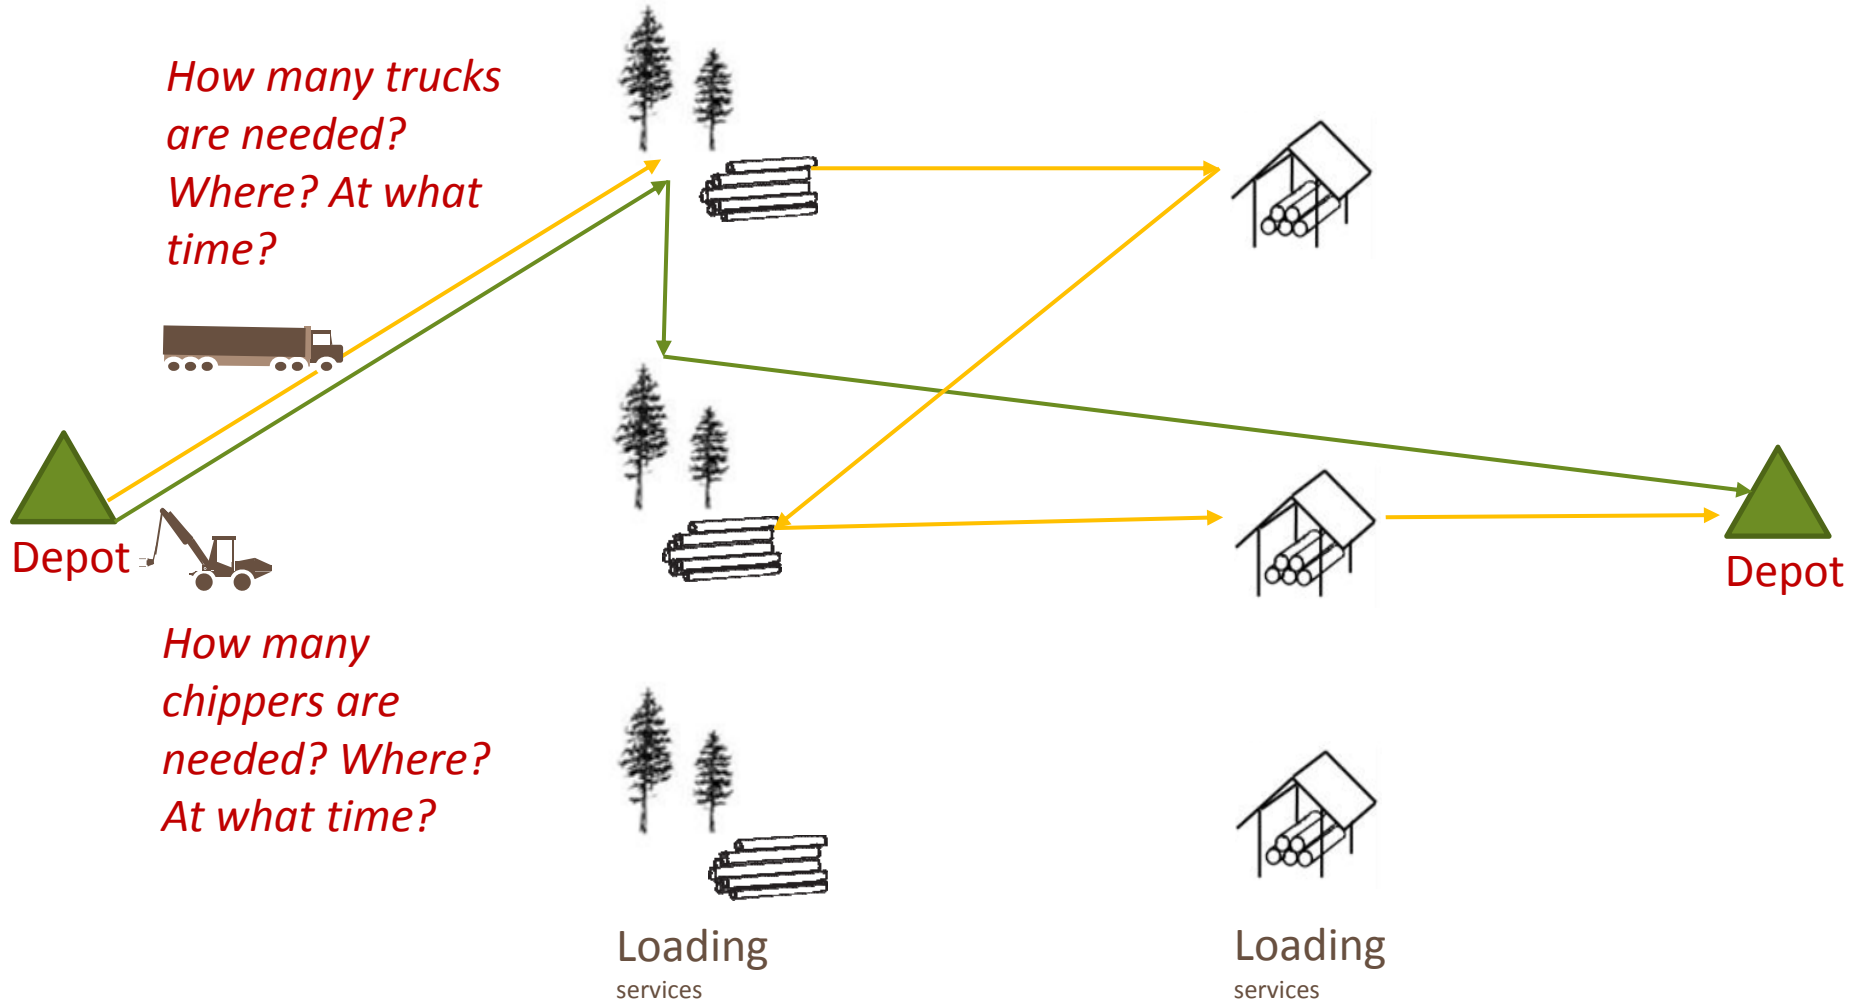 How many trucks
are needed?
Where? At what
time?
Depot
How many
chippers are
needed? Where?
At what time?
Depot
Loading
services
Loading
services